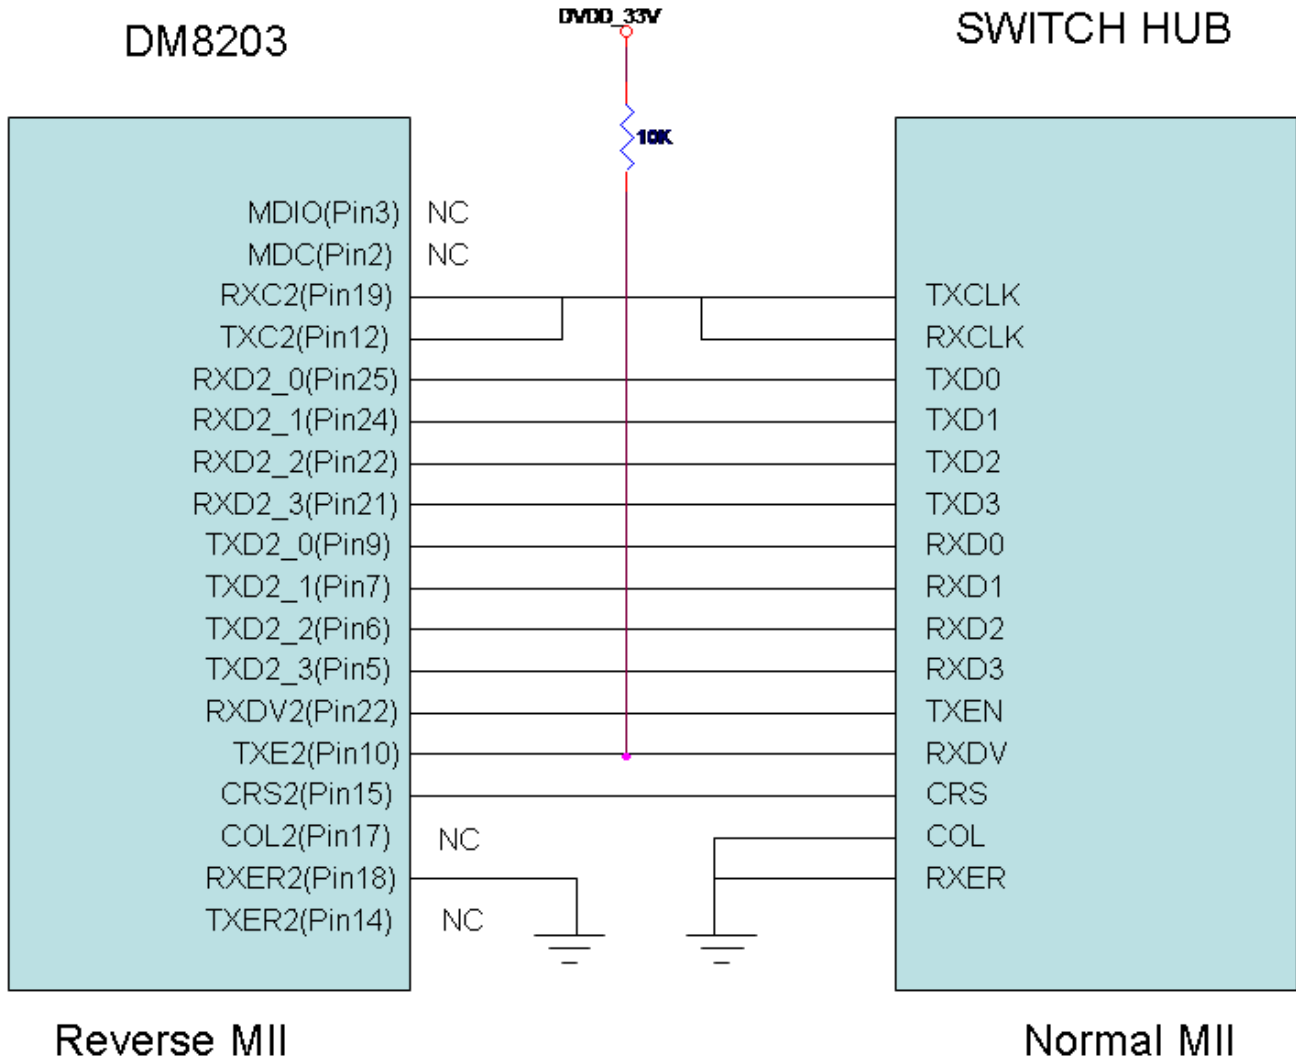 DVDD_33V
DM8203
SWITCH HUB
10K
MDIO(Pin3) NC
MDC(Pin2) NC
RXC2(Pin19) TXCLK
TXC2(Pin12) RXCLK
RXD2_0(Pin25) TXD0
RXD2_1(Pin24) TXD1
RXD2_2(Pin22) TXD2
RXD2_3(Pin21) TXD3
TXD2_0(Pin9) RXD0
TXD2_1(Pin7) RXD1
TXD2_2(Pin6) RXD2
TXD2_3(Pin5) RXD3
RXDV2(Pin22) TXEN
TXE2(Pin10) RXDV
CRS2(Pin15) CRS
COL2(Pin17) NC COL
RXER2(Pin18) RXER
TXER2(Pin14) NC
Reverse MII Normal MII